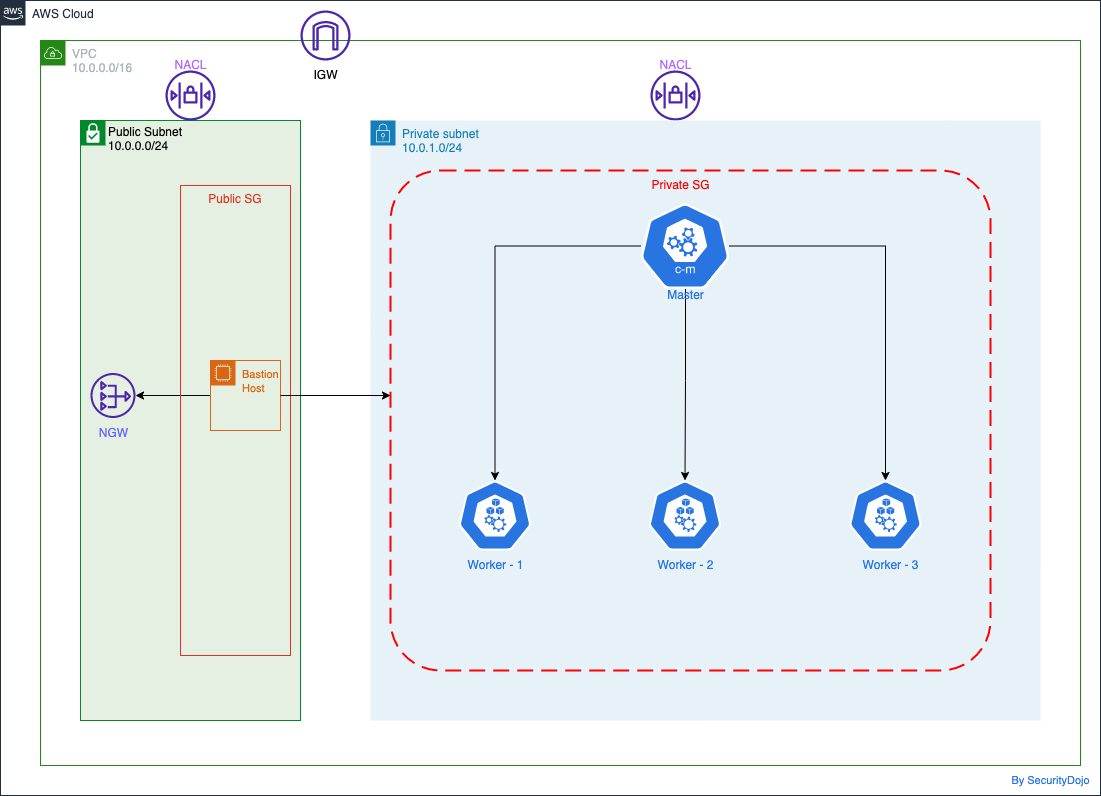 aws
AWS Cloud
IGW
VPC
10.0.0.0/16
NACL
NACL
Public Subnet
10.0.0.0/24
Public SG
Bastion
Host
NGW
Private subnet
10.0.1.0/24
Private SG
c-m
Master
Worker - 1
Worker - 2
Worker - 3
By SecurityDojo